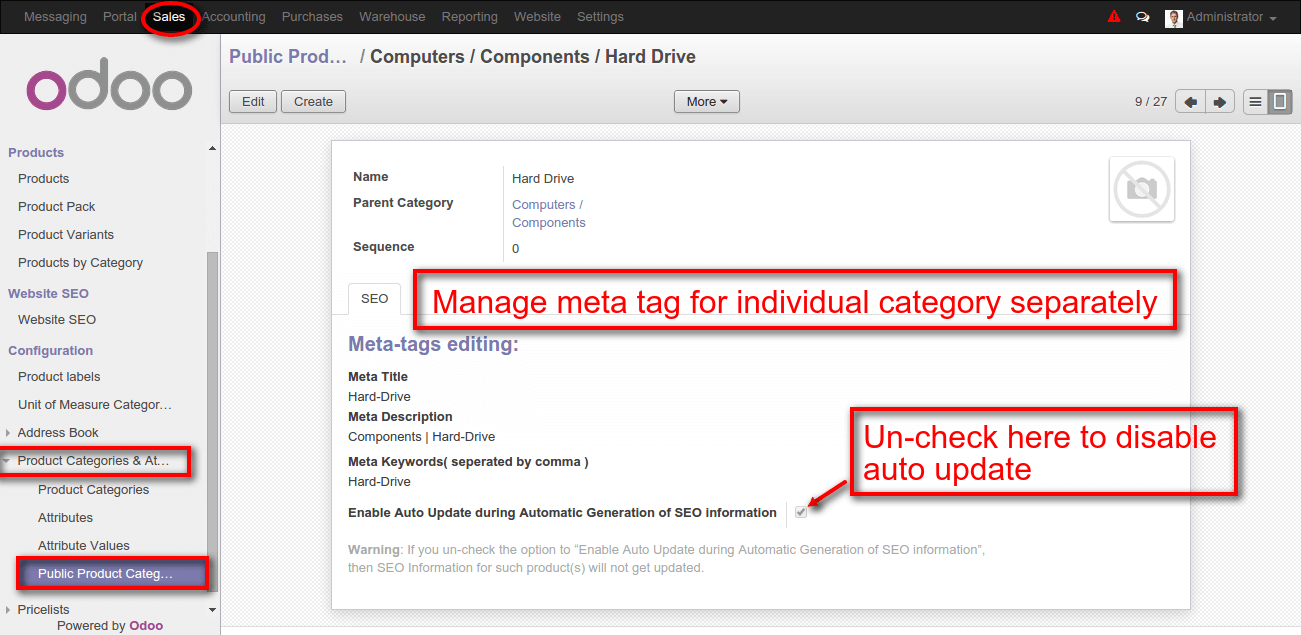 Messaging Portal Sales Accounting Purchases Warehouse Reporting Website Settings Administrator
odoo
Products
Products
Product Pack
Product Variants
Products by Category
Website SEO
Website SEO
Configuration
Product labels
Unit of Measure Categor…
Address Book
Product Categories & At…
Product Categories
Attributes
Attribute Values
Public Product Categ…
Pricelists
Powered by Odoo
Public Prod… / Computers / Components / Hard Drive
Edit Create More 9 / 27
Name Hard Drive
Parent Category Computers /
Components
Sequence 0
SEO
Manage meta tag for individual category separately
Meta-tags editing:
Meta Title
Hard-Drive
Meta Description
Components | Hard-Drive
Meta Keywords( seperated by comma )
Hard-Drive
Un-check here to disable
auto update
Enable Auto Update during Automatic Generation of SEO information
Warning: If you un-check the option to "Enable Auto Update during Automatic Generation of SEO information",
then SEO Information for such product(s) will not get updated.